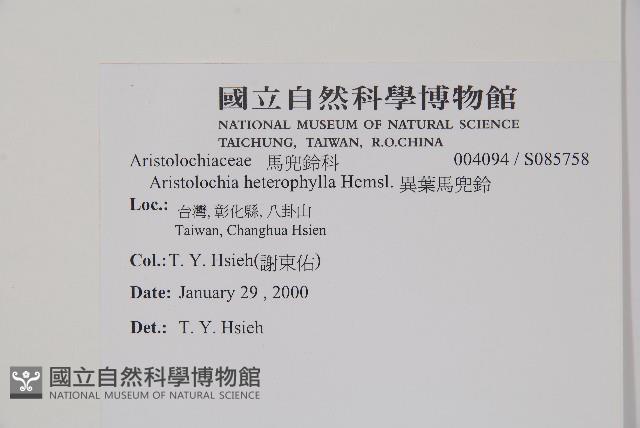 國立自然科學博物館
NATIONAL MUSEUM OF NATURAL SCIENCE
TAICHUNG, TAIWAN, R.O.CHINA
Aristolochiaceae 馬兜鈴科 004094 / S085758
Aristolochia heterophylla Hemsl. 異葉馬兜鈴
Loc.: 台灣, 彰化縣, 八卦山
Taiwan, Changhua Hsien
Col.: T. Y. Hsieh(謝東佑)
Date: January 29 , 2000
Det.: T. Y. Hsieh
國立自然科學博物館
NATIONAL MUSEUM OF NATURAL SCIENCE